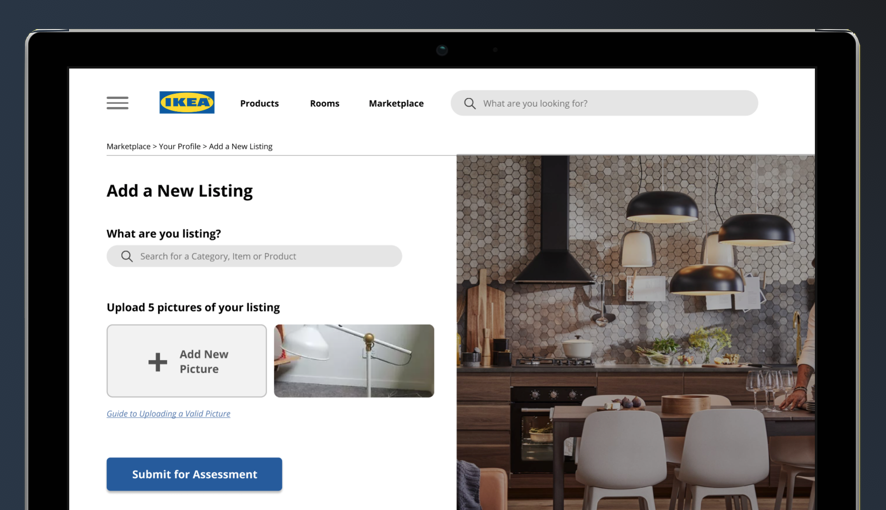 IKEA
Products
Rooms
Marketplace
What are you looking for?
Marketplace > Your Profile > Add a New Listing
Add a New Listing
What are you listing?
Search for a Category, Item or Product
Upload 5 pictures of your listing
Add New
Picture
Guide to Uploading a Valid Picture
Submit for Assessment